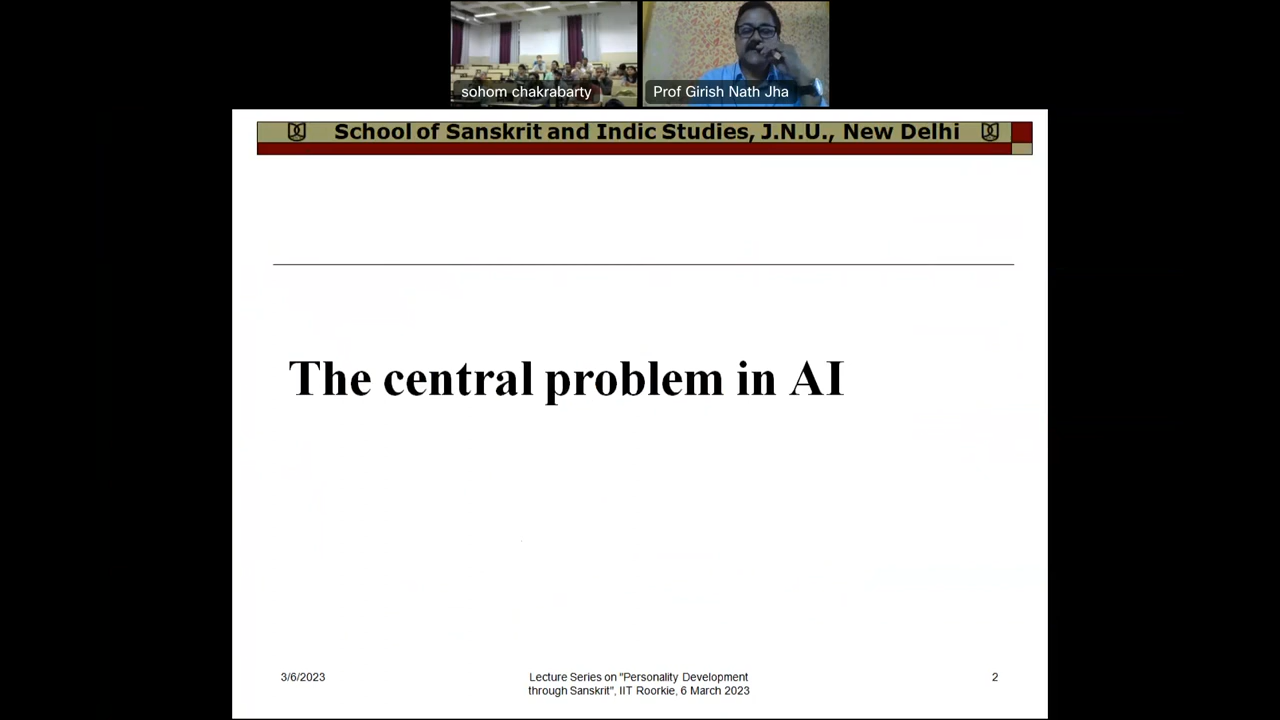 sohom chakrabarty
Prof Girish Nath Jha
School of Sanskrit and Indic Studies, J.N.U., New Delhi
The central problem in AI
3/6/2023
Lecture Series on "Personality Development
through Sanskrit", IIT Roorkie, 6 March 2023
2